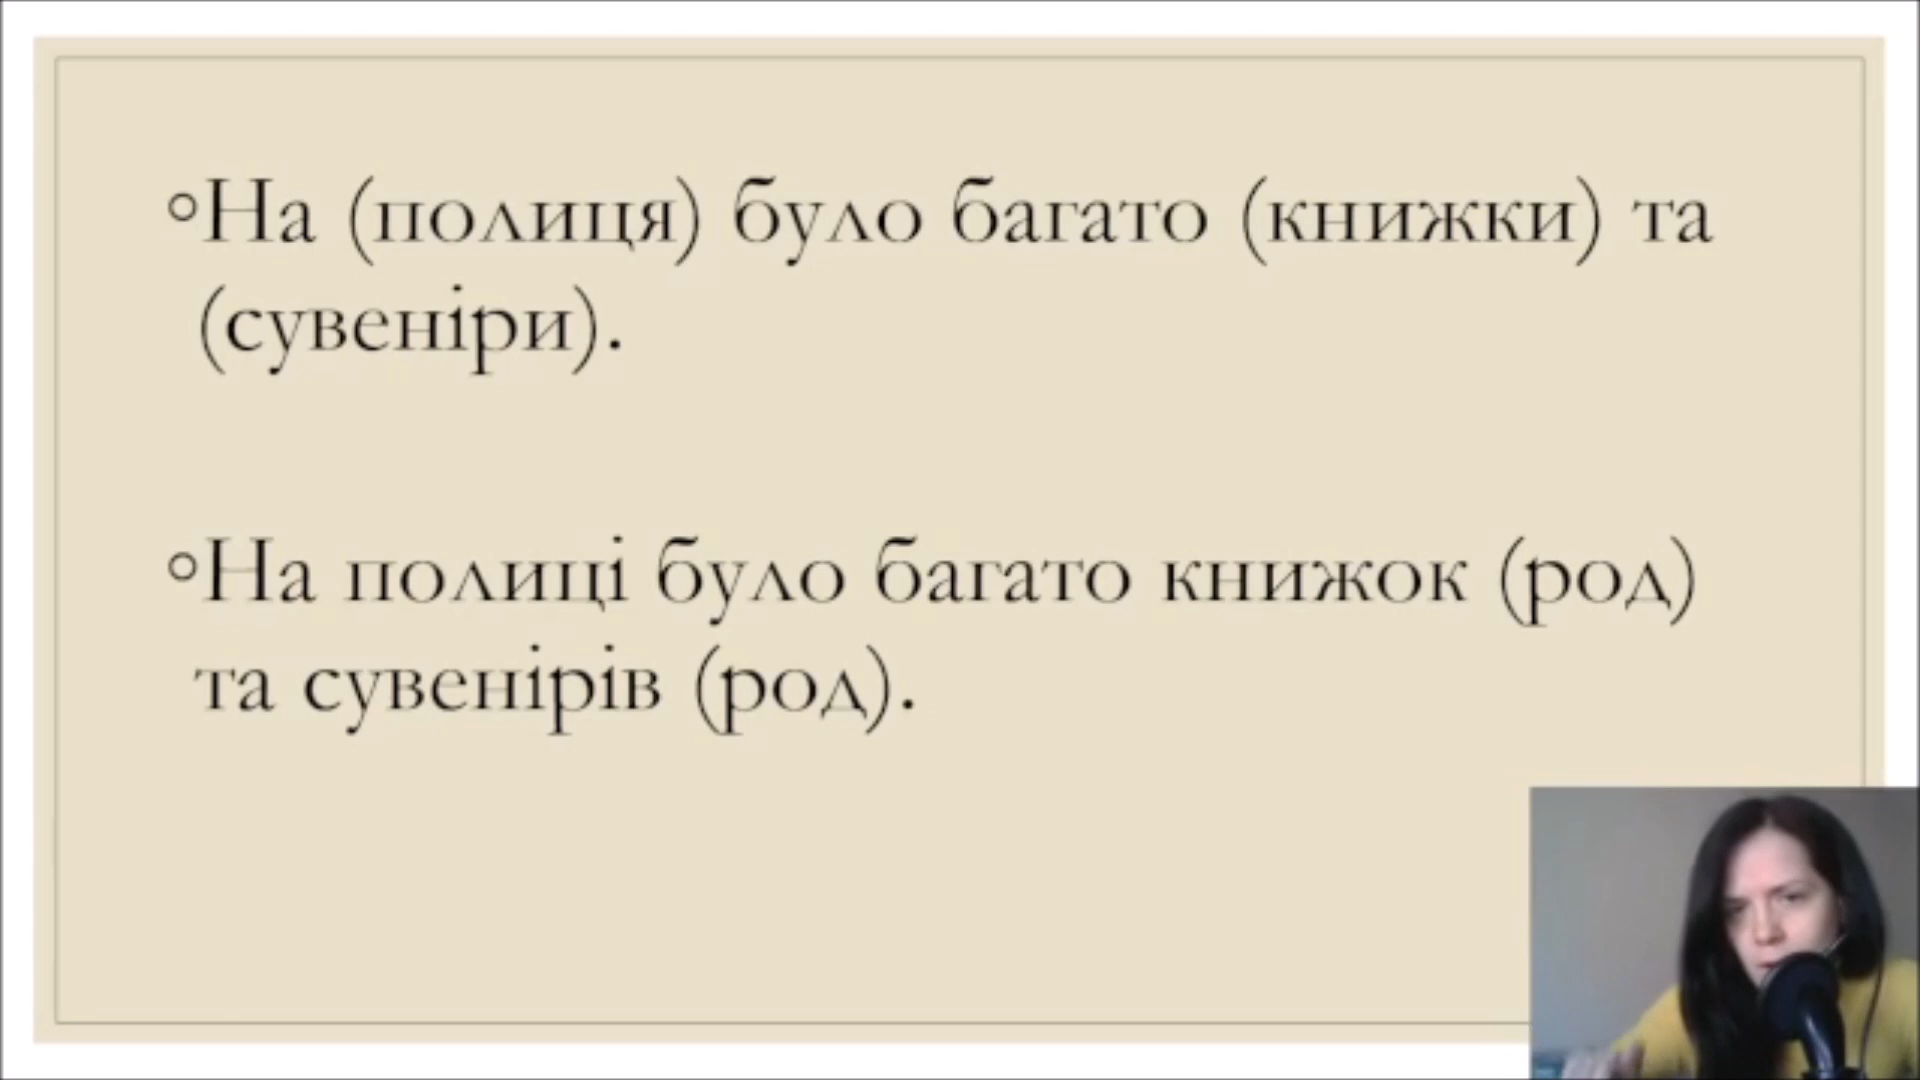 ◦На (полиця) було багато (книжки) та
(сувеніри).
◦На полиці було багато книжок (род)
та сувенірів (род).